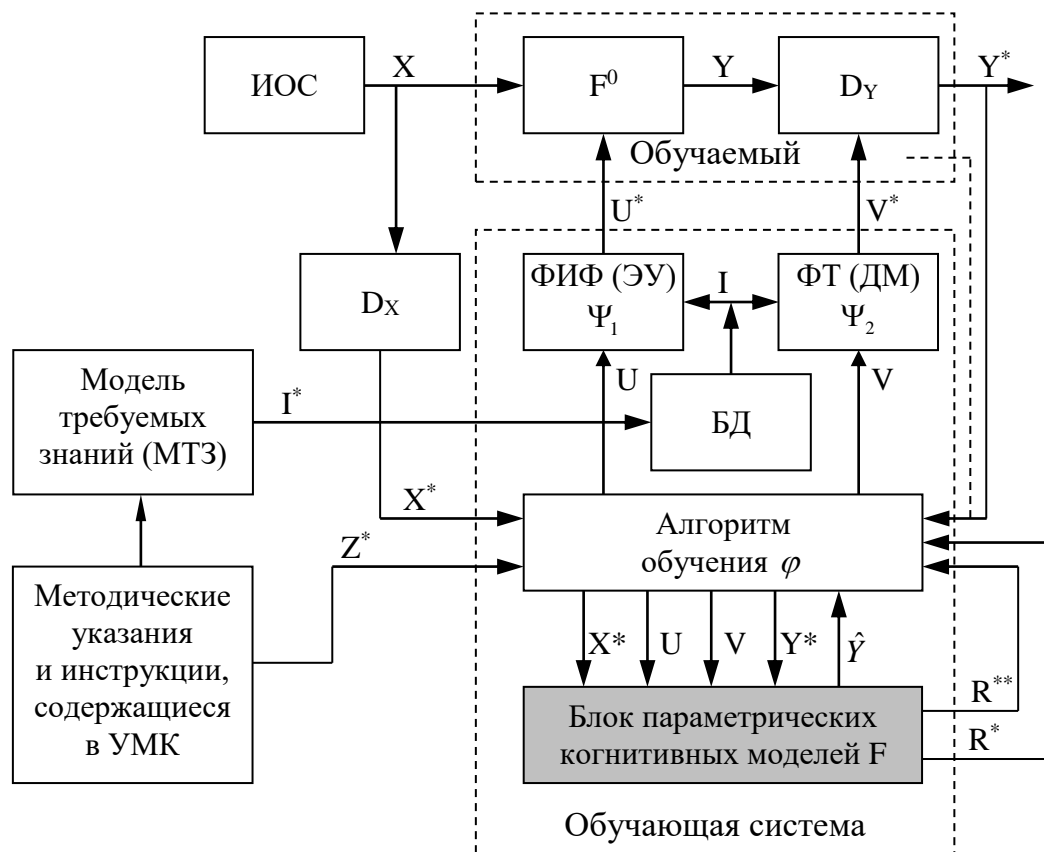 ИОС
X
F⁰
Y
D_Y
Y*
Обучаемый
U*
V*
D_X
ФИФ (ЭУ)
Ψ₁
I
ФТ (ДМ)
Ψ₂
Модель
требуемых
знаний (МТЗ)
I*
U
БД
V
X*
Z*
Алгоритм
обучения φ
Методические
указания
и инструкции,
содержащиеся
в УМК
X*
U
V
Y*
Ŷ
Блок параметрических
когнитивных моделей F
R**
R*
Обучающая система